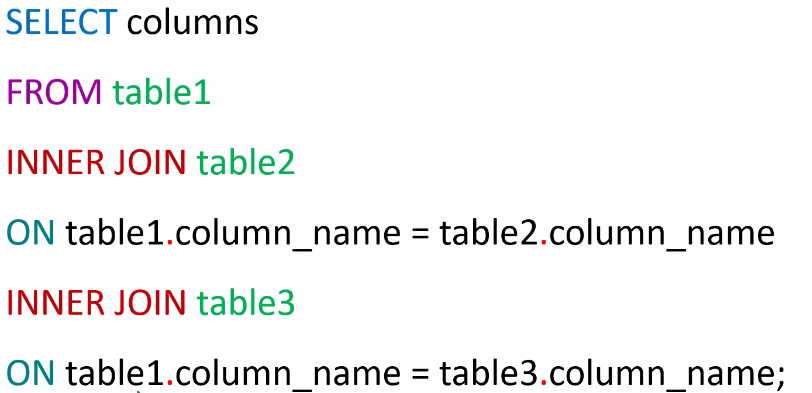 SELECT columns
FROM table1
INNER JOIN table2
ON table1.column_name = table2.column_name
INNER JOIN table3
ON table1.column_name = table3.column_name;